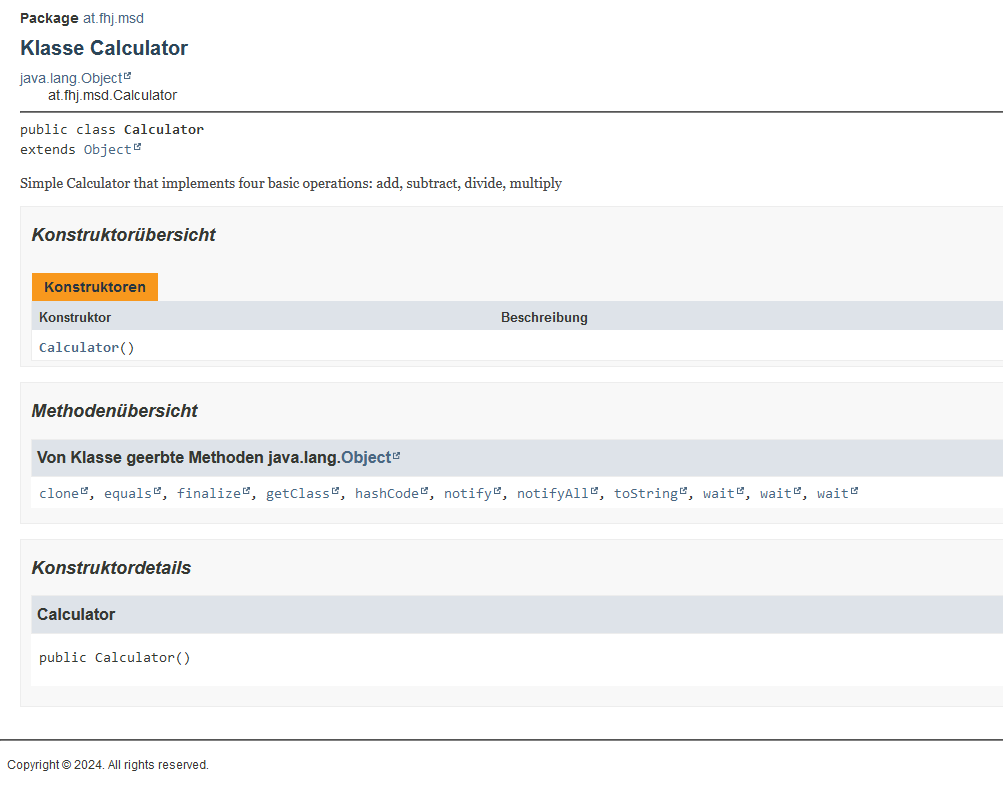 Package at.fhj.msd
Klasse Calculator
java.lang.Object
at.fhj.msd.Calculator
public class Calculator
extends Object
Simple Calculator that implements four basic operations: add, subtract, divide, multiply
Konstruktorübersicht
Konstruktoren
Konstruktor Beschreibung
Calculator()
Methodenübersicht
Von Klasse geerbte Methoden java.lang.Object
clone, equals, finalize, getClass, hashCode, notify, notifyAll, toString, wait, wait, wait
Konstruktordetails
Calculator
public Calculator()
Copyright © 2024. All rights reserved.